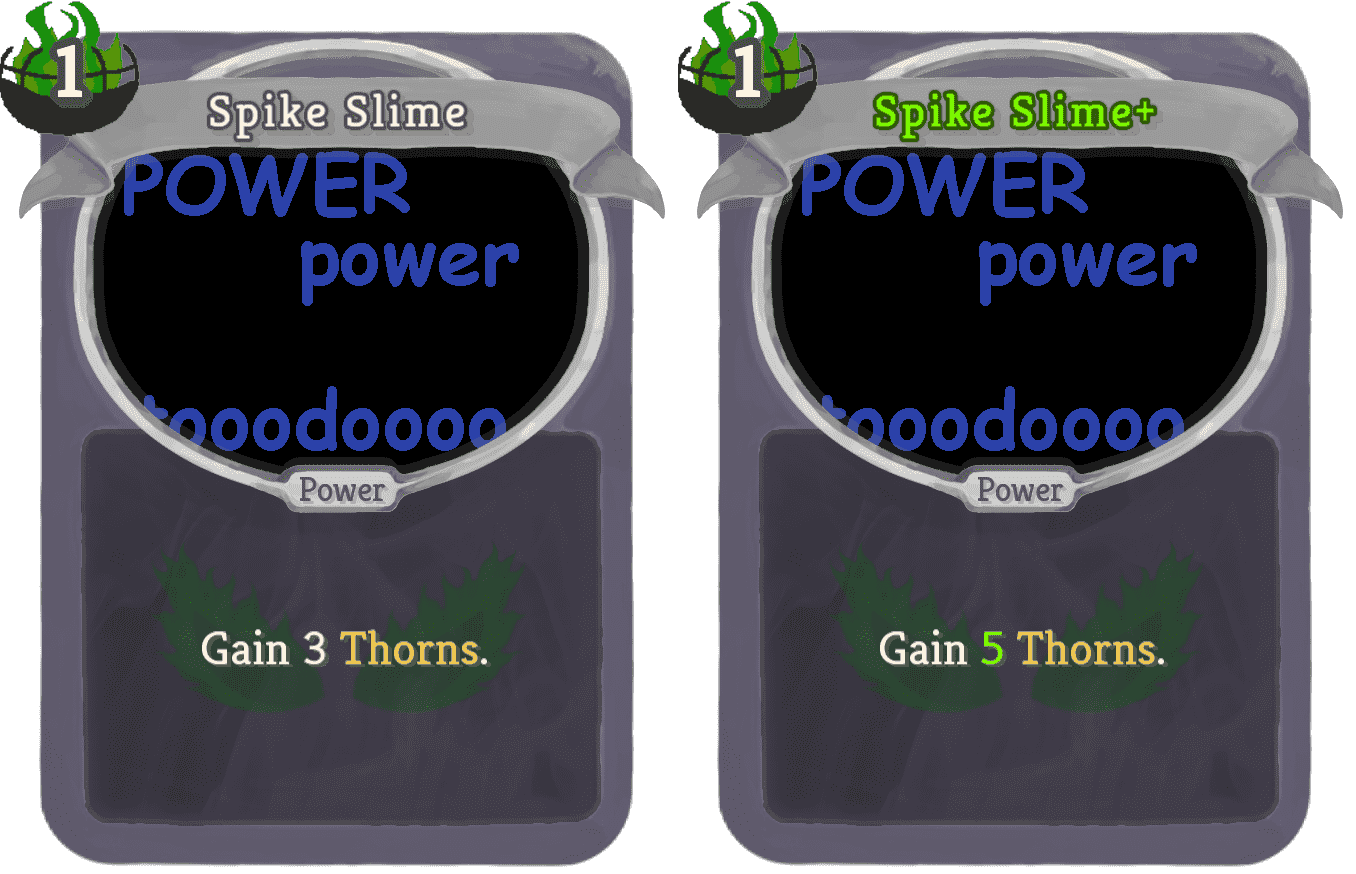 1
Spike Slime
POWER
power
tooodoooo
Power
Gain 3 Thorns.
1
Spike Slime+
POWER
power
tooodoooo
Power
Gain 5 Thorns.